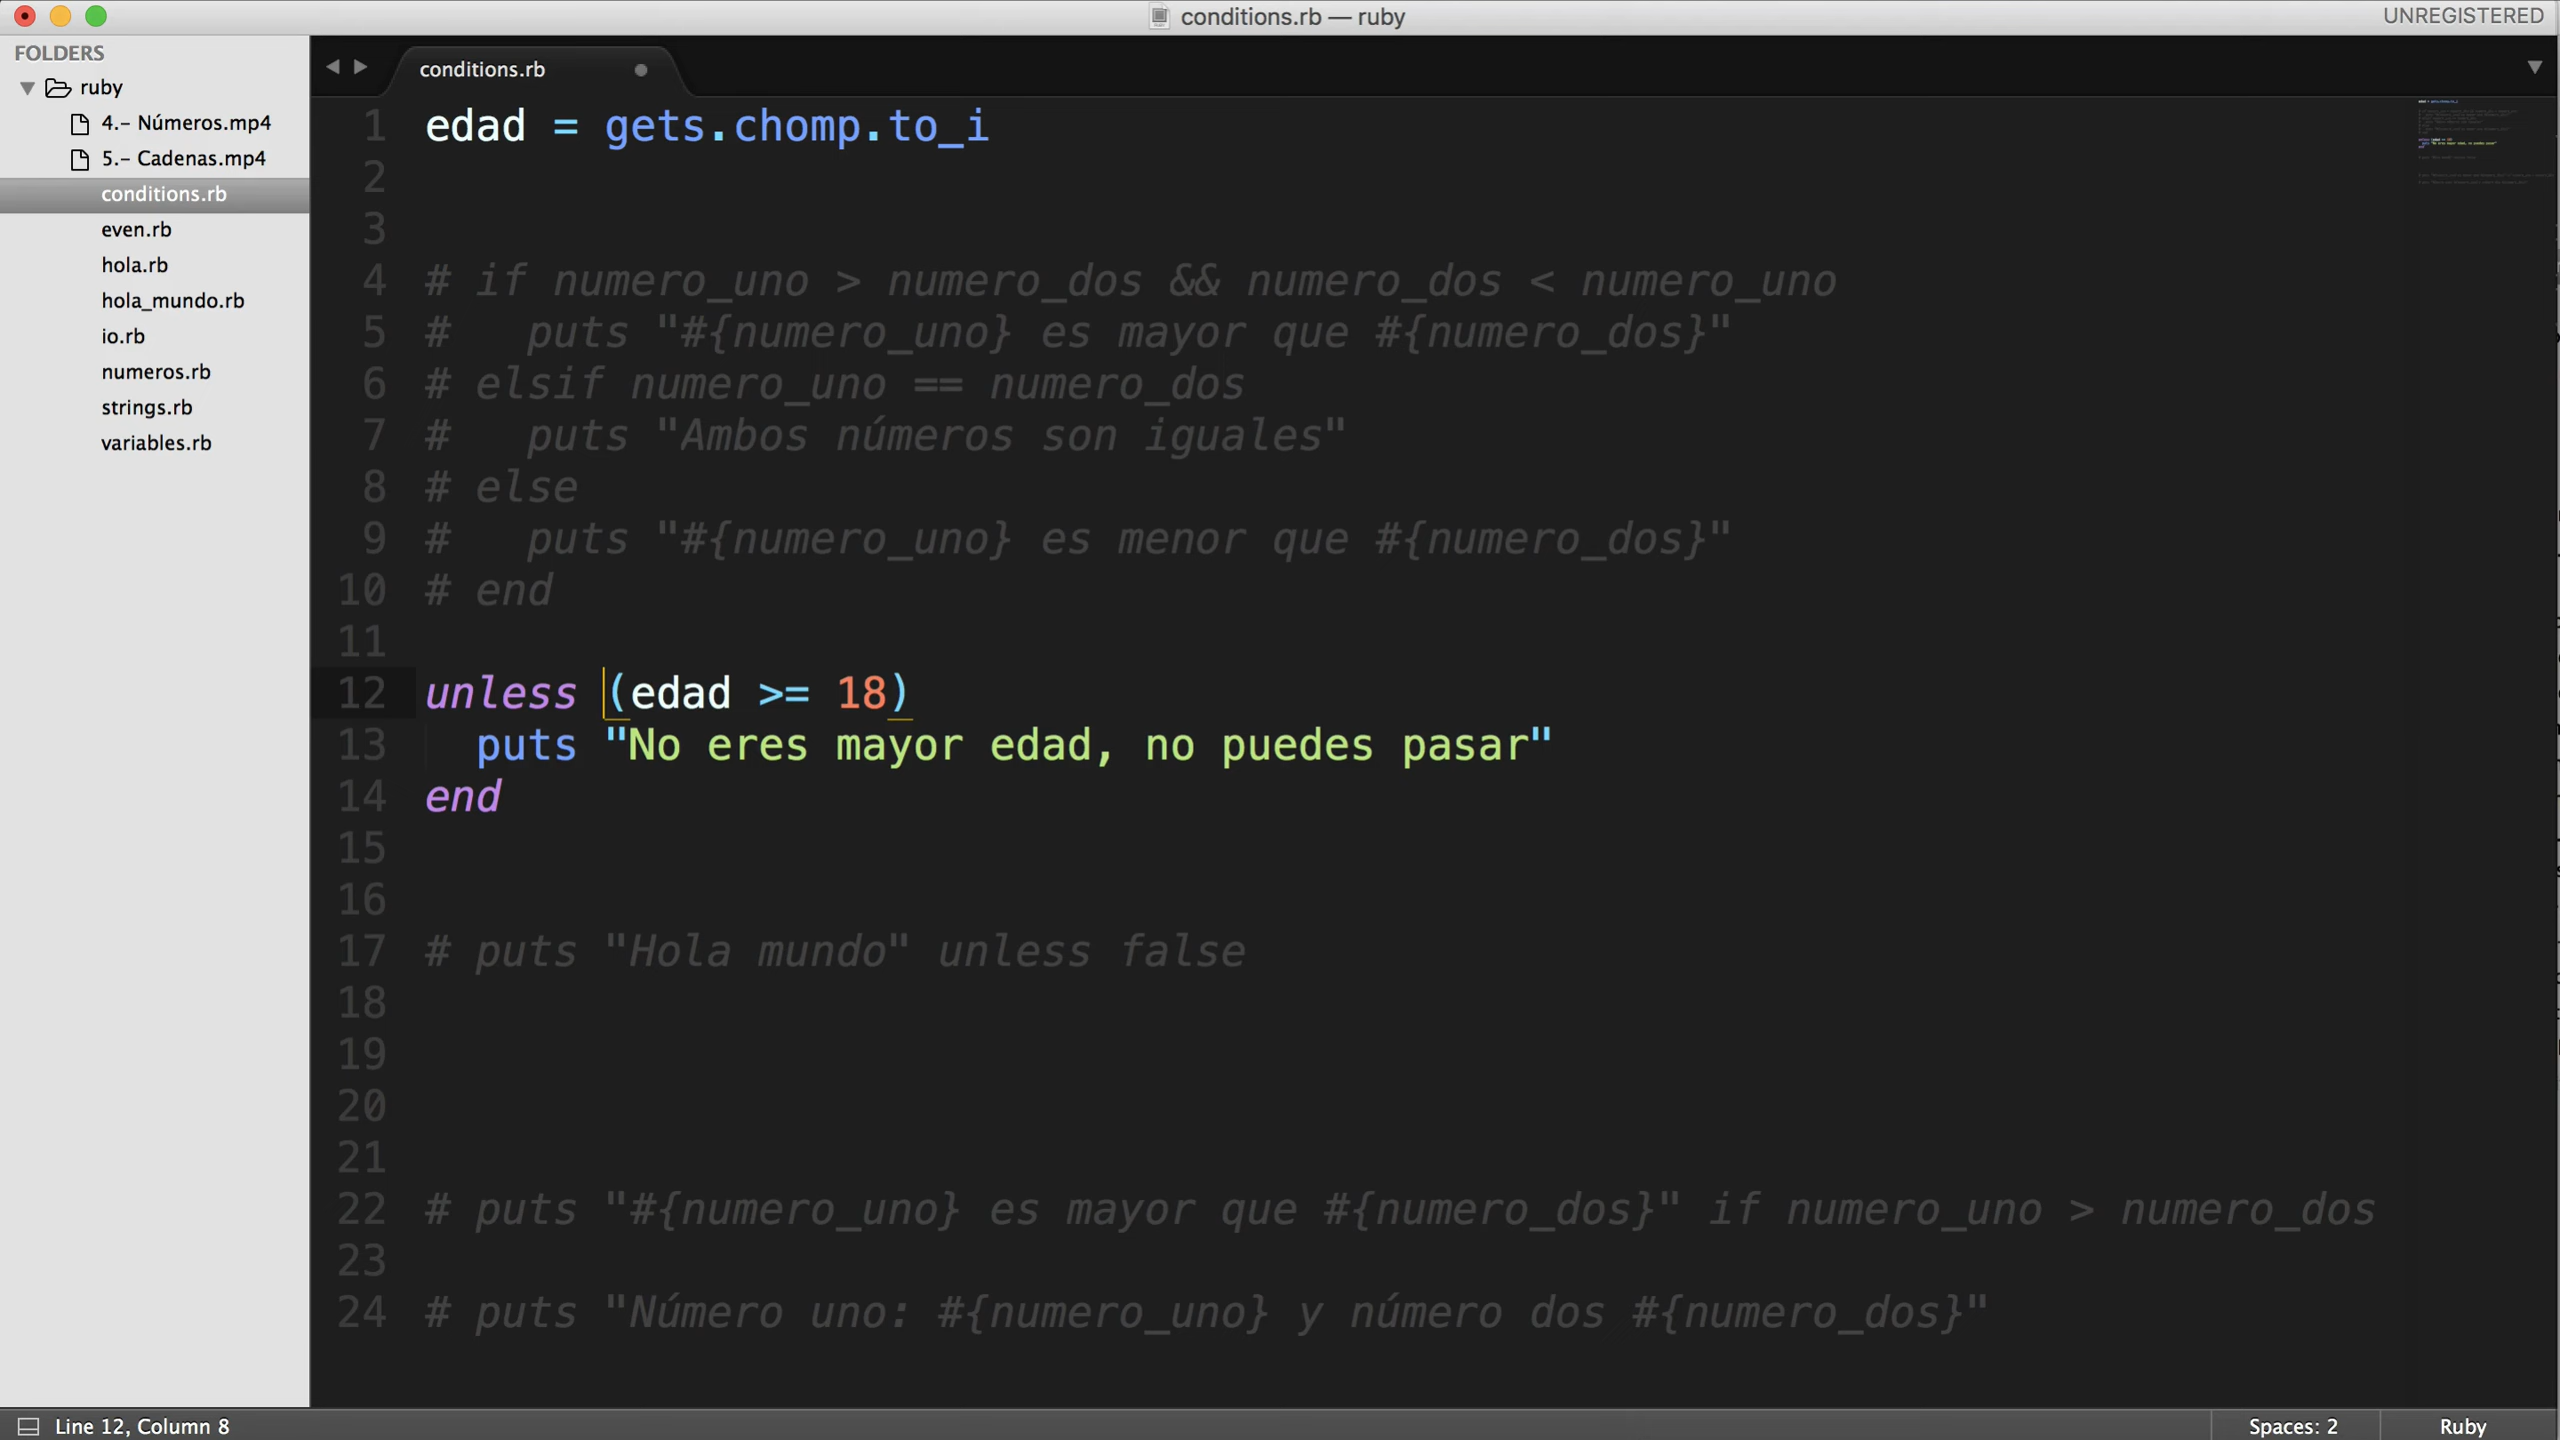 conditions.rb — ruby
UNREGISTERED
FOLDERS
ruby
4.- Números.mp4
5.- Cadenas.mp4
conditions.rb
even.rb
hola.rb
hola_mundo.rb
io.rb
numeros.rb
strings.rb
variables.rb
conditions.rb
1 edad = gets.chomp.to_i
2
3
4 # if numero_uno > numero_dos && numero_dos < numero_uno
5 #   puts "#{numero_uno} es mayor que #{numero_dos}"
6 # elsif numero_uno == numero_dos
7 #   puts "Ambos números son iguales"
8 # else
9 #   puts "#{numero_uno} es menor que #{numero_dos}"
10 # end
11
12 unless (edad >= 18)
13   puts "No eres mayor edad, no puedes pasar"
14 end
15
16
17 # puts "Hola mundo" unless false
18
19
20
21
22 # puts "#{numero_uno} es mayor que #{numero_dos}" if numero_uno > numero_dos
23
24 # puts "Número uno: #{numero_uno} y número dos #{numero_dos}"
Line 12, Column 8
Spaces: 2
Ruby